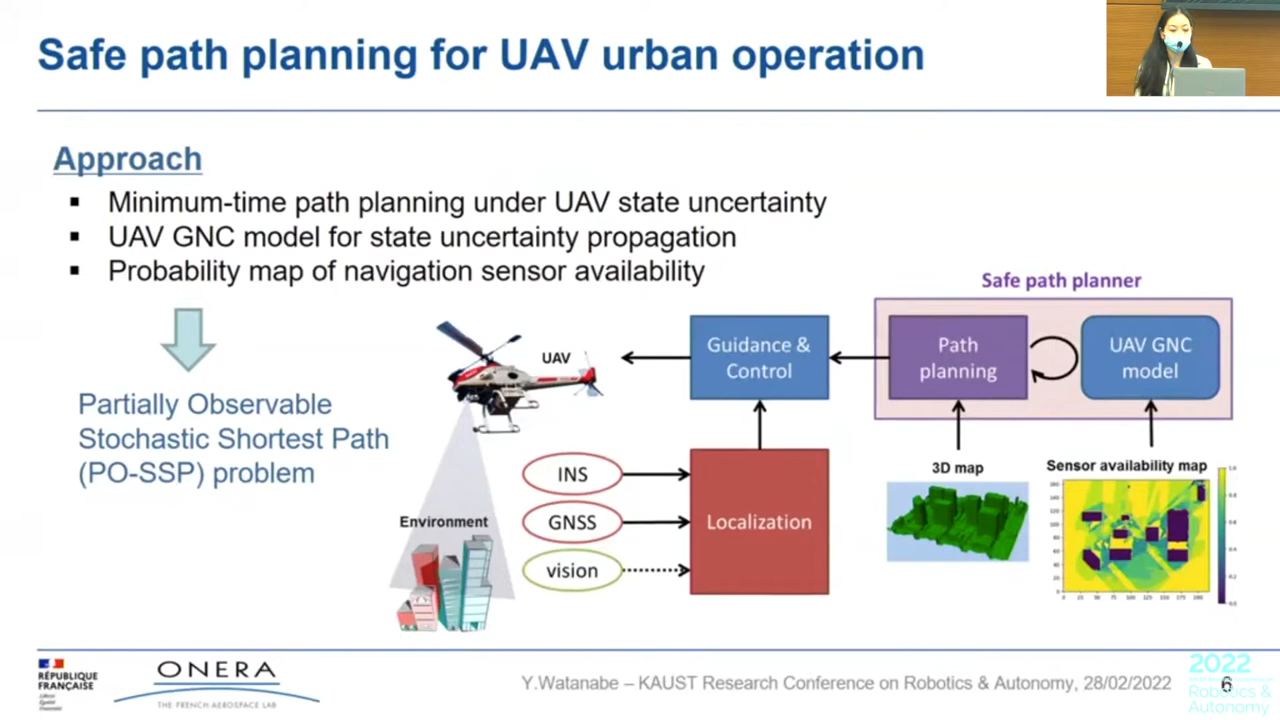 Safe path planning for UAV urban operation
Approach
▪ Minimum-time path planning under UAV state uncertainty
▪ UAV GNC model for state uncertainty propagation
▪ Probability map of navigation sensor availability
Partially Observable
Stochastic Shortest Path
(PO-SSP) problem
Safe path planner
UAV
Guidance &
Control
Path
planning
UAV GNC
model
INS
GNSS
vision
Localization
Environment
3D map
Sensor availability map
RÉPUBLIQUE
FRANÇAISE
Liberté
Égalité
Fraternité
ONERA
THE FRENCH AEROSPACE LAB
Y.Watanabe – KAUST Research Conference on Robotics & Autonomy, 28/02/2022
6
2022
Robotics &
Autonomy